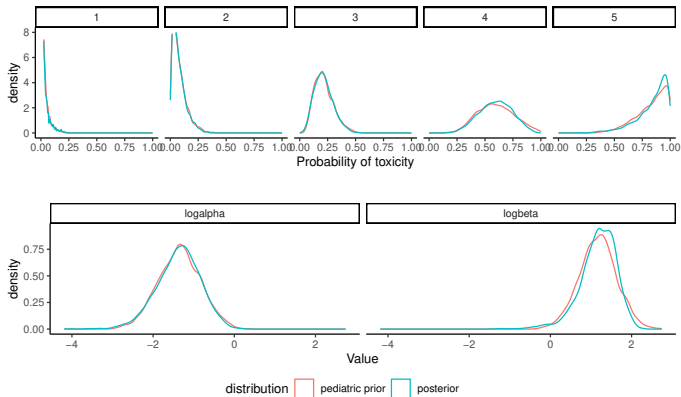 1 2 3 4 5
8
6
4
2
0
density
0.00 0.25 0.50 0.75 1.00 0.00 0.25 0.50 0.75 1.00 0.00 0.25 0.50 0.75 1.00 0.00 0.25 0.50 0.75 1.00 0.00 0.25 0.50 0.75 1.00
Probability of toxicity
logalpha logbeta
0.75
0.50
0.25
0.00
density
−4 −2 0 2 −4 −2 0 2
Value
distribution pediatric prior posterior